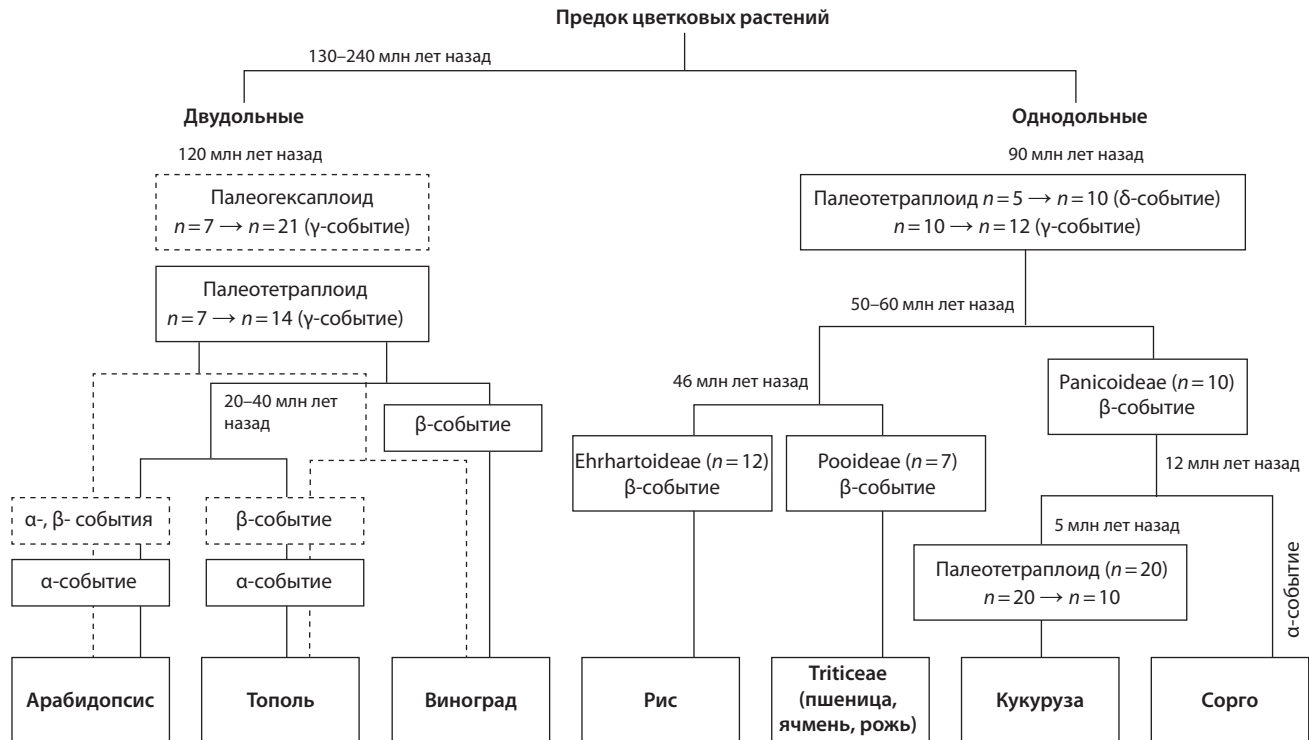 Предок цветковых растений
130–240 млн лет назад
Двудольные
Однодольные
120 млн лет назад
90 млн лет назад
Палеогексаплоид
n=7 → n=21 (γ-событие)
Палеотетраплоид n=5 → n=10 (δ-событие)
n=10 → n=12 (γ-событие)
Палеотетраплоид
n=7 → n=14 (γ-событие)
50–60 млн лет назад
20–40 млн лет
назад
β-событие
46 млн лет назад
Panicoideae (n=10)
β-событие
Ehrhartoideae (n=12)
β-событие
Pooideae (n=7)
β-событие
12 млн лет назад
α-, β- события
β-событие
5 млн лет назад
α-событие
α-событие
Палеотетраплоид (n=20)
n=20 → n=10
α-событие
Арабидопсис
Тополь
Виноград
Рис
Triticeae
(пшеница,
ячмень, рожь)
Кукуруза
Сорго